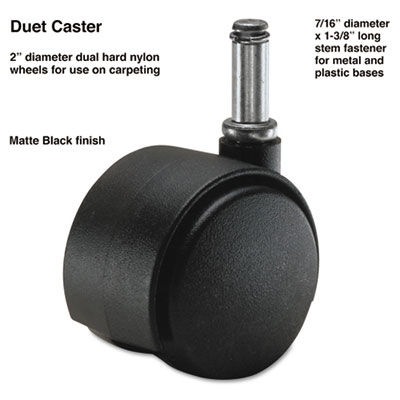 Duet Caster
2” diameter dual hard nylon
wheels for use on carpeting
Matte Black finish
7/16” diameter
x 1-3/8” long
stem fastener
for metal and
plastic bases